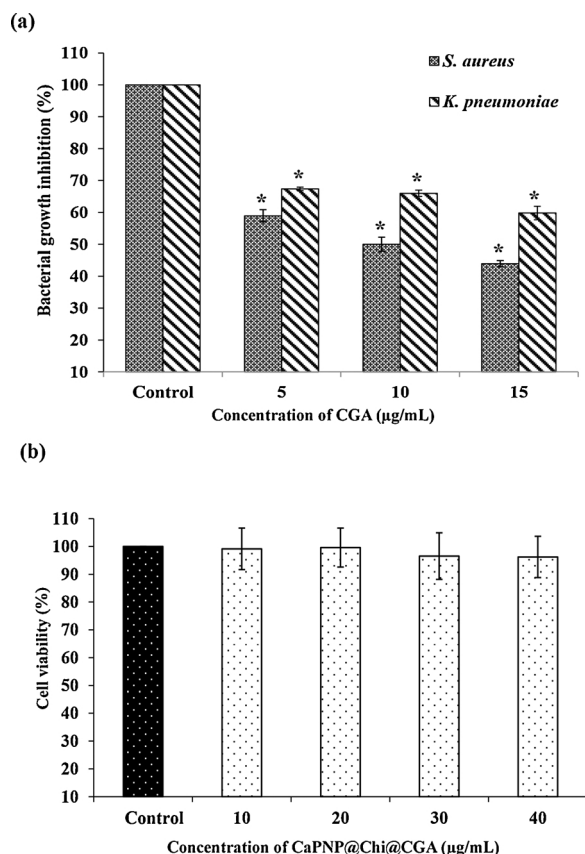 (a)
110
100
90
80
70
60
50
40
30
20
10
Bacterial growth inhibition (%)
S. aureus
K. pneumoniae
* * * * * *
Control 5 10 15
Concentration of CGA (µg/mL)
(b)
110
100
90
80
70
60
50
40
30
20
10
Cell viability (%)
Control 10 20 30 40
Concentration of CaPNP@Chi@CGA (µg/mL)